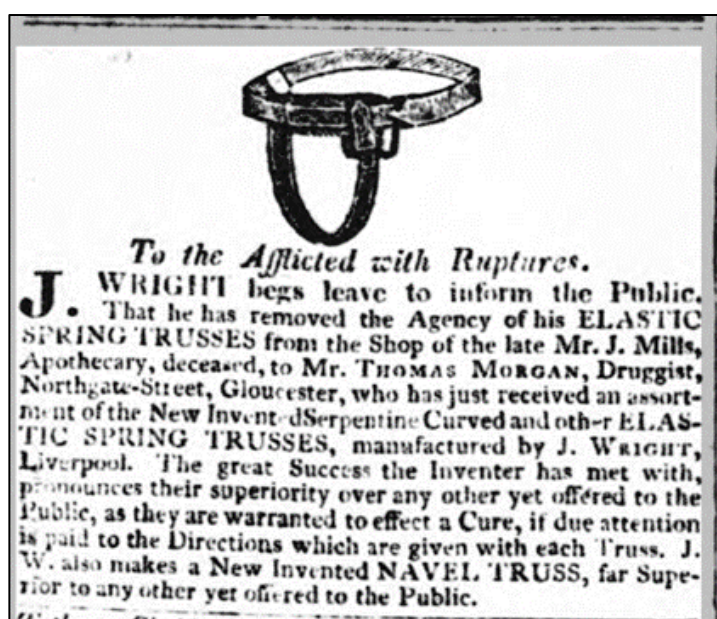 To the Afflicted with Ruptures.
J. WRIGHT begs leave to inform the Public.
That he has removed the Agency of his ELASTIC
SPRING TRUSSES from the Shop of the late Mr. J. Mills,
Apothecary, deceased, to Mr. THOMAS MORGAN, Druggist,
Northgate-Street, Gloucester, who has just received an assort-
ment of the New Invented Serpentine Curved and other ELAS-
TIC SPRING TRUSSES, manufactured by J. WRIGHT,
Liverpool. The great Success the Inventer has met with,
pronounces their superiority over any other yet offered to the
Public, as they are warranted to effect a Cure, if due attention
is paid to the Directions which are given with each Truss. J.
W. also makes a New Invented NAVEL TRUSS, far Supe-
rior to any other yet offered to the Public.